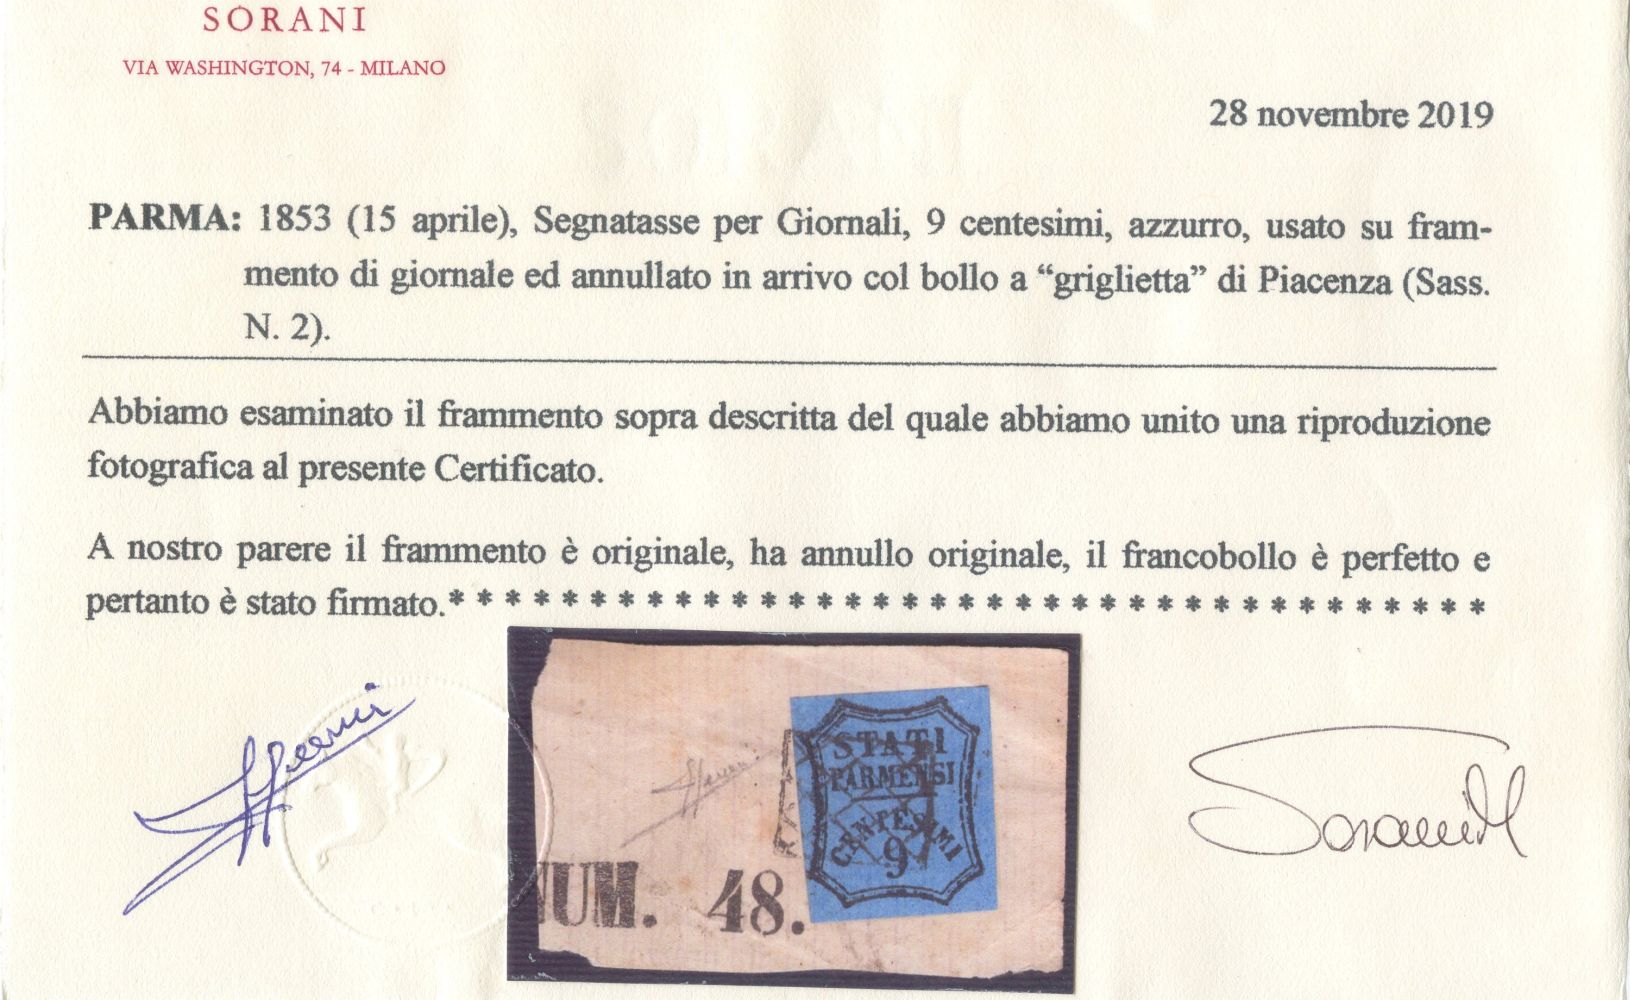 SORANI
VIA WASHINGTON, 74 - MILANO
28 novembre 2019
PARMA: 1853 (15 aprile), Segnatasse per Giornali, 9 centesimi, azzurro, usato su fram-
mento di giornale ed annullato in arrivo col bollo a “griglietta” di Piacenza (Sass.
N. 2).
Abbiamo esaminato il frammento sopra descritta del quale abbiamo unito una riproduzione
fotografica al presente Certificato.
A nostro parere il frammento è originale, ha annullo originale, il francobollo è perfetto e
pertanto è stato firmato.* * * * * * * * * * * * * * * * * * * * * * * * * * * * * * * * * * * * *
STATI
PARMENSI
CENTESIMI
9
NUM. 48.
Sorani